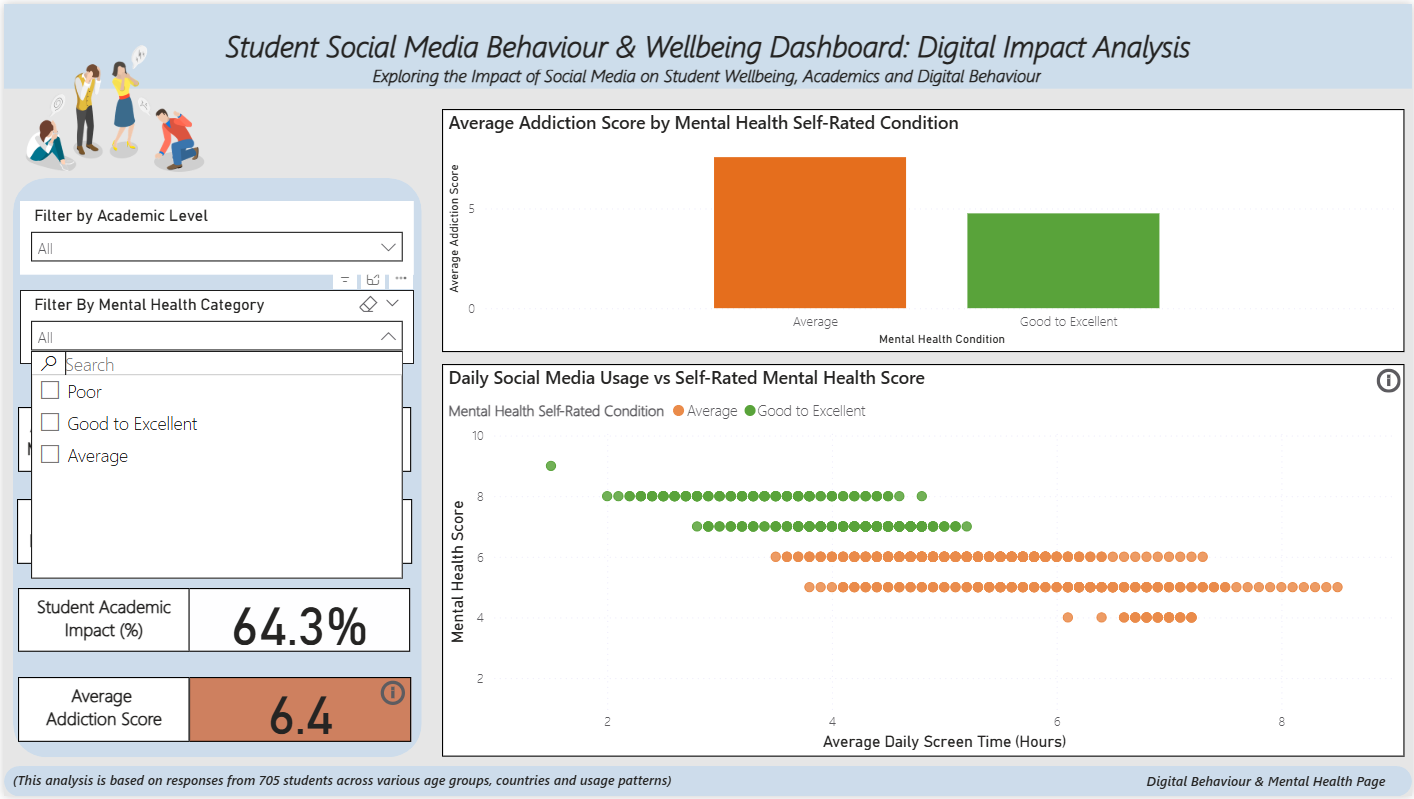 Student Social Media Behaviour & Wellbeing Dashboard: Digital Impact Analysis
Exploring the Impact of Social Media on Student Wellbeing, Academics and Digital Behaviour
Filter by Academic Level
All
Filter By Mental Health Category
All
Search
Poor
Good to Excellent
Average
Student Academic
Impact (%)
64.3%
Average
Addiction Score
6.4
Average Addiction Score by Mental Health Self-Rated Condition
Average Addiction Score
5
0
Average
Good to Excellent
Mental Health Condition
Daily Social Media Usage vs Self-Rated Mental Health Score
Mental Health Self-Rated Condition Average Good to Excellent
Mental Health Score
10
8
6
4
2
2 4 6 8
Average Daily Screen Time (Hours)
(This analysis is based on responses from 705 students across various age groups, countries and usage patterns)
Digital Behaviour & Mental Health Page